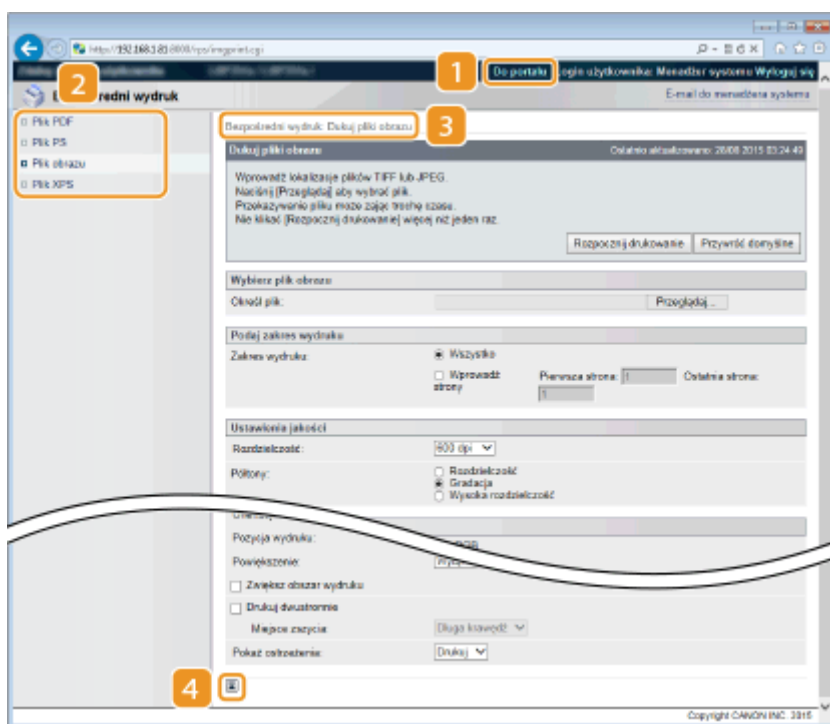 http://192.168.1.81:8000/rps/imgprint.cgi
1
Do portalu Login użytkownika: Menedżer systemu Wyloguj się
2
redni wydruk
E-mail do menedżera systemu
Plik PDF
Plik PS
Plik obrazu
Plik XPS
Bezpośredni wydruk: Dukuj pliki obrazu
3
Dukuj pliki obrazu
Ostatnio aktualizowano: 28/08 2015 03:24:49
Wprowadź lokalizacje plików TIFF lub JPEG.
Naciśnij [Przeglądaj] aby wybrać plik.
Przekazywanie pliku może zająć trochę czasu.
Nie klikać [Rozpocznij drukowanie] więcej niż jeden raz.
Rozpocznij drukowanie
Przywróć domyślne
Wybierz plik obrazu
Określ plik:
Przeglądaj...
Podaj zakres wydruku
Zakres wydruku:
Wszystko
Wprowadź strony
Pierwsza strona: 1
Ostatnia strona: 1
Ustawienia jakości
Rozdzielczość:
600 dpi
Półtony:
Rozdzielczość
Gradacja
Wysoka rozdzielczość
Pozycja wydruku:
Powiększenie:
Zwiększ obszar wydruku
Drukuj dwustronnie
Miejsce zszycia
Długa krawędź
Pokaż ostrzeżenie:
Drukuj
4
Copyright CANON INC. 2015